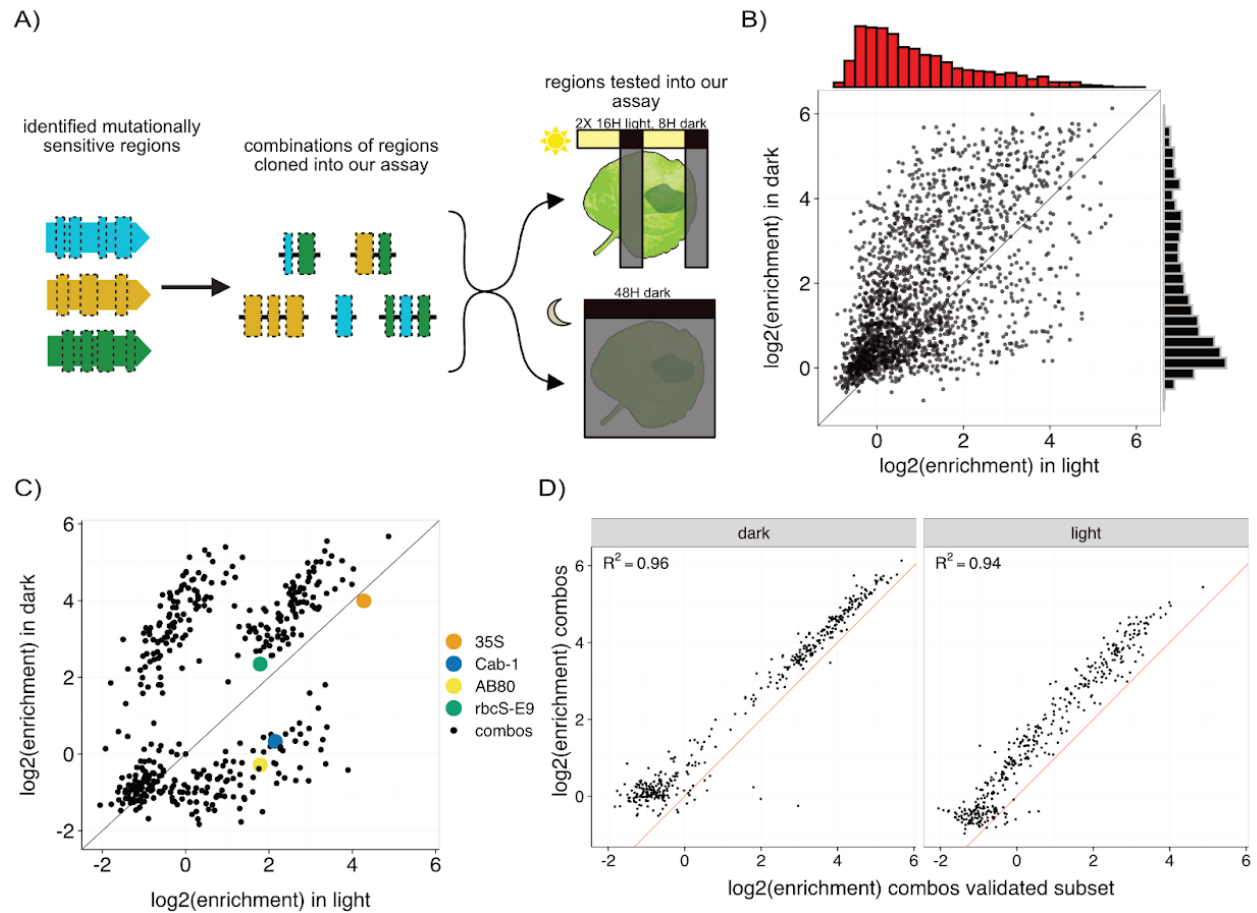 A)
identified mutationally
sensitive regions
combinations of regions
cloned into our assay
regions tested into our
assay
2X 16H light, 8H dark
48H dark
B)
log2(enrichment) in dark
6
4
2
0
0
2
4
6
log2(enrichment) in light
C)
log2(enrichment) in dark
6
4
2
0
-2
-2
0
2
4
6
log2(enrichment) in light
35S
Cab-1
AB80
rbcS-E9
combos
D)
dark
light
R² = 0.96
R² = 0.94
log2(enrichment) combos
6
4
2
0
-2
0
2
4
6
-2
0
2
4
6
log2(enrichment) combos validated subset